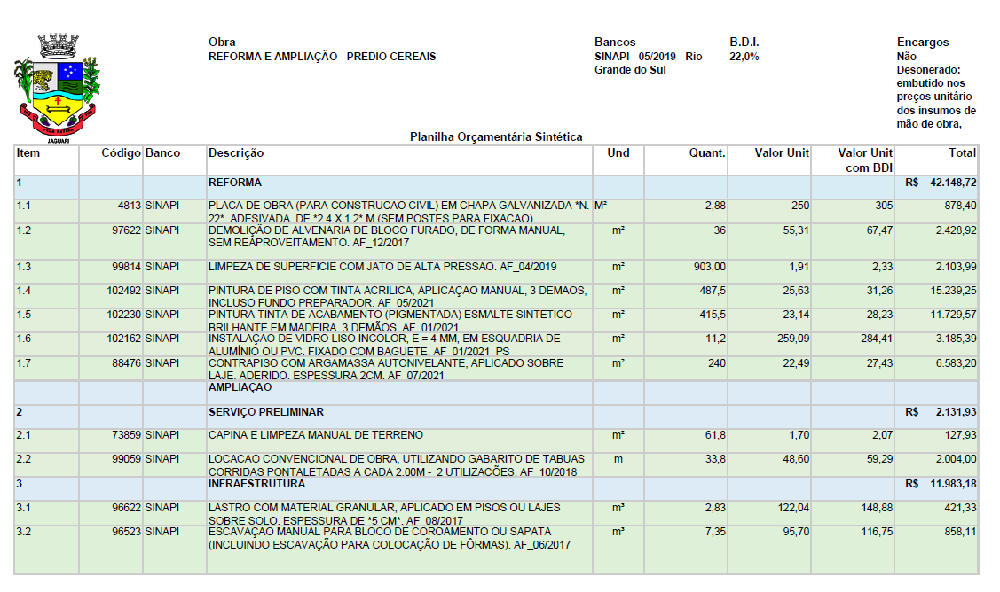 Obra
REFORMA E AMPLIAÇÃO - PREDIO CEREAIS
Bancos
SINAPI - 05/2019 - Rio
Grande do Sul
B.D.I.
22,0%
Encargos
Não
Desonerado:
embutido nos
preços unitário
dos insumos de
mão de obra,
JAGUARI
Planilha Orçamentária Sintética
Item Código Banco Descrição Und Quant. Valor Unit Valor Unit com BDI Total
1 REFORMA R$ 42.148,72
1.1 4813 SINAPI PLACA DE OBRA (PARA CONSTRUCAO CIVIL) EM CHAPA GALVANIZADA *N. M² 2,88 250 305 878,40
22*, ADESIVADA, DE *2,4 X 1,2* M (SEM POSTES PARA FIXACAO)
1.2 97622 SINAPI DEMOLIÇÃO DE ALVENARIA DE BLOCO FURADO, DE FORMA MANUAL, m² 36 55,31 67,47 2.428,92
SEM REAPROVEITAMENTO. AF_12/2017
1.3 99814 SINAPI LIMPEZA DE SUPERFÍCIE COM JATO DE ALTA PRESSÃO. AF_04/2019 m² 903,00 1,91 2,33 2.103,99
1.4 102492 SINAPI PINTURA DE PISO COM TINTA ACRÍLICA, APLICAÇÃO MANUAL, 3 DEMÃOS, m² 487,5 25,63 31,26 15.239,25
INCLUSO FUNDO PREPARADOR. AF_05/2021
1.5 102230 SINAPI PINTURA TINTA DE ACABAMENTO (PIGMENTADA) ESMALTE SINTÉTICO m² 415,5 23,14 28,23 11.729,57
BRILHANTE EM MADEIRA, 3 DEMÃOS. AF_01/2021
1.6 102162 SINAPI INSTALAÇÃO DE VIDRO LISO INCOLOR, E = 4 MM, EM ESQUADRIA DE m² 11,2 259,09 284,41 3.185,39
ALUMÍNIO OU PVC, FIXADO COM BAGUETE. AF_01/2021_PS
1.7 88476 SINAPI CONTRAPISO COM ARGAMASSA AUTONIVELANTE, APLICADO SOBRE m² 240 22,49 27,43 6.583,20
LAJE, ADERIDO, ESPESSURA 2CM. AF_07/2021
AMPLIAÇÃO
2 SERVIÇO PRELIMINAR R$ 2.131,93
2.1 73859 SINAPI CAPINA E LIMPEZA MANUAL DE TERRENO m² 61,8 1,70 2,07 127,93
2.2 99059 SINAPI LOCACAO CONVENCIONAL DE OBRA, UTILIZANDO GABARITO DE TÁBUAS m 33,8 48,60 59,29 2.004,00
CORRIDAS PONTALETADAS A CADA 2,00M - 2 UTILIZAÇÕES. AF_10/2018
3 INFRAESTRUTURA R$ 11.983,18
3.1 96622 SINAPI LASTRO COM MATERIAL GRANULAR, APLICADO EM PISOS OU LAJES m³ 2,83 122,04 148,88 421,33
SOBRE SOLO, ESPESSURA DE *5 CM*. AF_08/2017
3.2 96523 SINAPI ESCAVAÇÃO MANUAL PARA BLOCO DE COROAMENTO OU SAPATA m³ 7,35 95,70 116,75 858,11
(INCLUINDO ESCAVAÇÃO PARA COLOCAÇÃO DE FÔRMAS). AF_06/2017